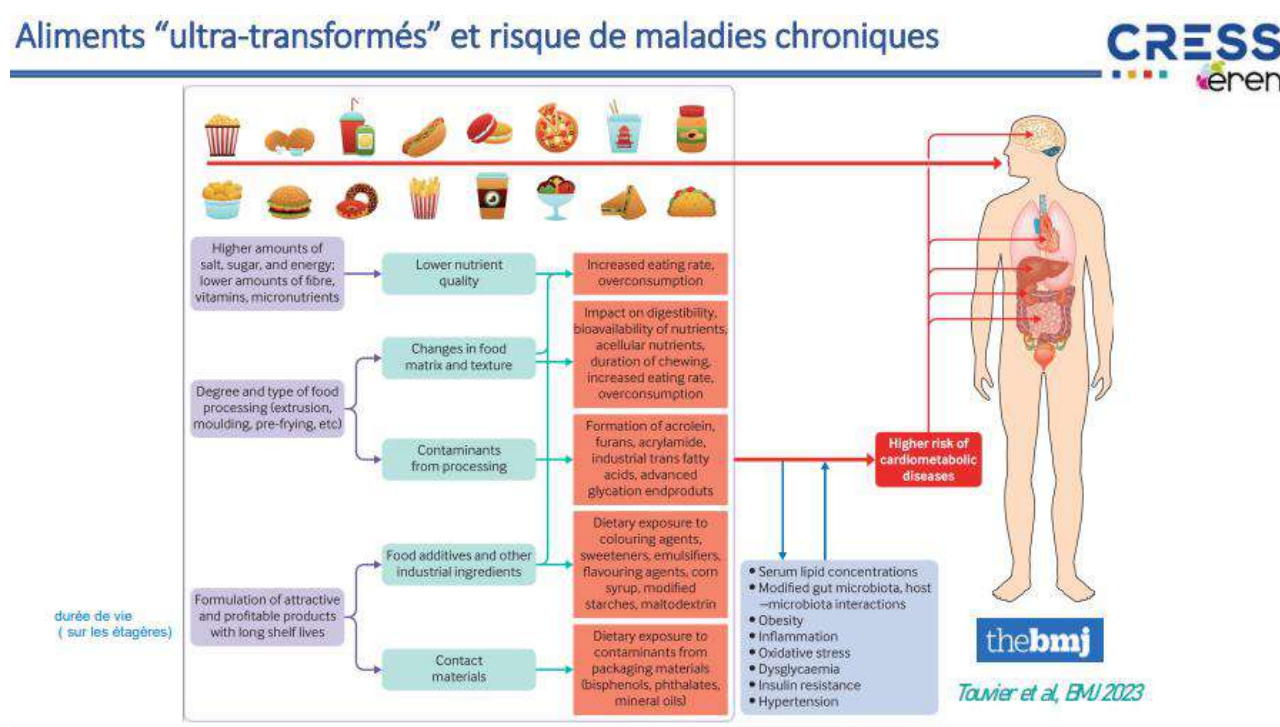 Aliments “ultra-transformés” et risque de maladies chroniques
CRESS
eren
Higher amounts of
salt, sugar, and energy;
lower amounts of fibre,
vitamins, micronutrients
Lower nutrient
quality
Increased eating rate,
overconsumption
Impact on digestibility,
bioavailability of nutrients,
acellular nutrients,
duration of chewing,
increased eating rate,
overconsumption
Changes in food
matrix and texture
Degree and type of food
processing (extrusion,
moulding, pre-frying, etc)
Contaminants
from processing
Formation of acrolein,
furans, acrylamide,
industrial trans fatty
acids, advanced
glycation endproduts
Higher risk of
cardiometabolic
diseases
Food additives and other
industrial ingredients
Dietary exposure to
colouring agents,
sweeteners, emulsifiers,
flavouring agents, corn
syrup, modified
starches, maltodextrin
durée de vie
( sur les étagères)
Formulation of attractive
and profitable products
with long shelf lives
Contact
materials
Dietary exposure to
contaminants from
packaging materials
(bisphenols, phthalates,
mineral oils)
• Serum lipid concentrations
• Modified gut microbiota, host
–microbiota interactions
• Obesity
• Inflammation
• Oxidative stress
• Dysglycaemia
• Insulin resistance
• Hypertension
thebmj
Touvier et al, BMJ 2023